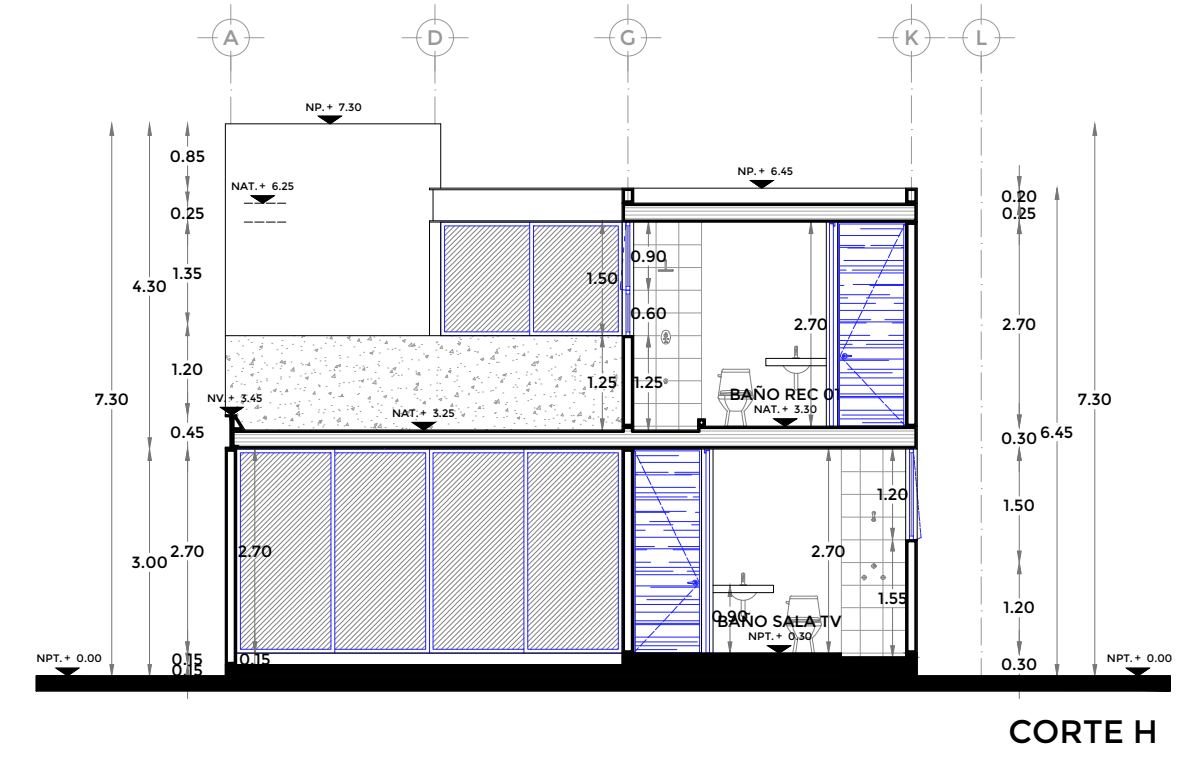 A D G K L
NP.+ 7.30
0.85
NP.+ 6.45
NAT.+ 6.25
0.20
0.25
0.25
0.90
1.35
1.50
4.30
0.60
2.70
2.70
1.20
1.25
1.25
BAÑO REC 01
NV.+ 3.45
7.30
7.30
NAT.+ 3.25
NAT.+ 3.30
0.45
0.30
6.45
1.20
1.50
2.70
2.70
2.70
3.00
1.55
1.20
0.90
BAÑO SALA TV
NPT.+ 0.30
NPT.+ 0.00
0.15
0.15
0.15
0.30
NPT.+ 0.00
CORTE H